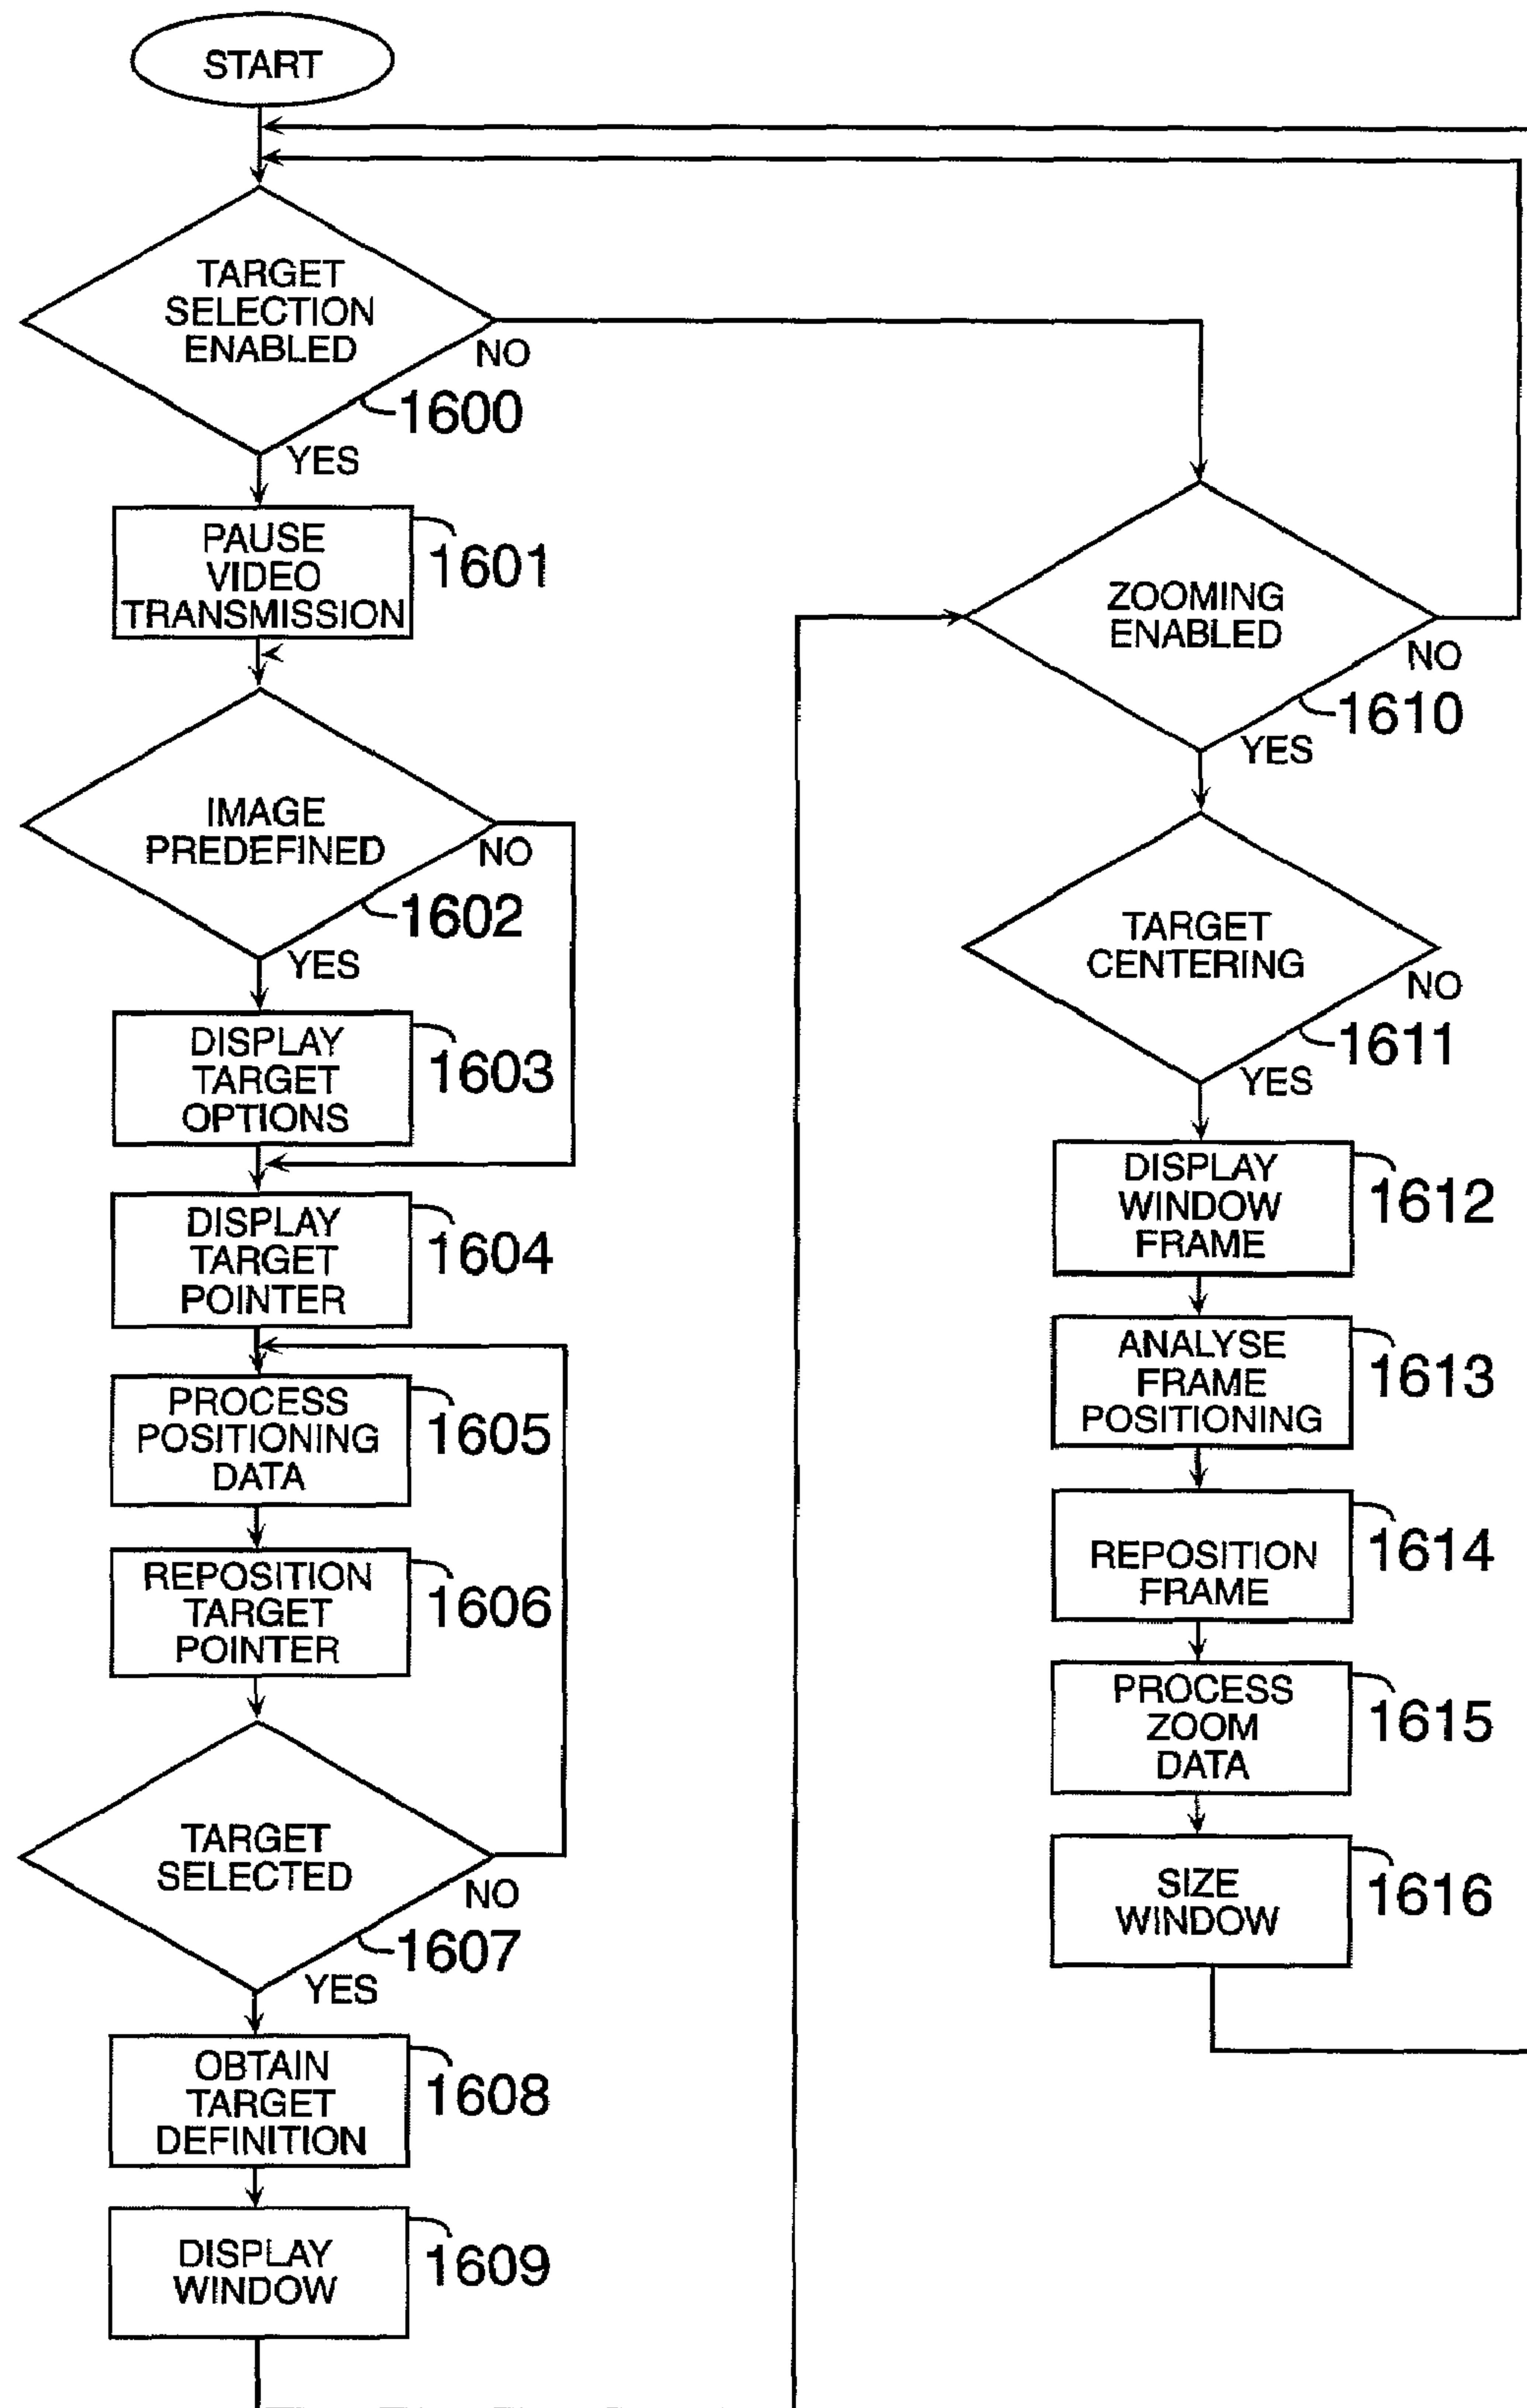 START
TARGET
SELECTION
ENABLED
NO
1600
YES
PAUSE
VIDEO
TRANSMISSION
1601
IMAGE
PREDEFINED
NO
1602
YES
DISPLAY
TARGET
OPTIONS
1603
DISPLAY
TARGET
POINTER
1604
PROCESS
POSITIONING
DATA
1605
REPOSITION
TARGET
POINTER
1606
TARGET
SELECTED
NO
1607
YES
OBTAIN
TARGET
DEFINITION
1608
DISPLAY
WINDOW
1609
ZOOMING
ENABLED
NO
1610
YES
TARGET
CENTERING
NO
1611
YES
DISPLAY
WINDOW
FRAME
1612
ANALYSE
FRAME
POSITIONING
1613
REPOSITION
FRAME
1614
PROCESS
ZOOM
DATA
1615
SIZE
WINDOW
1616